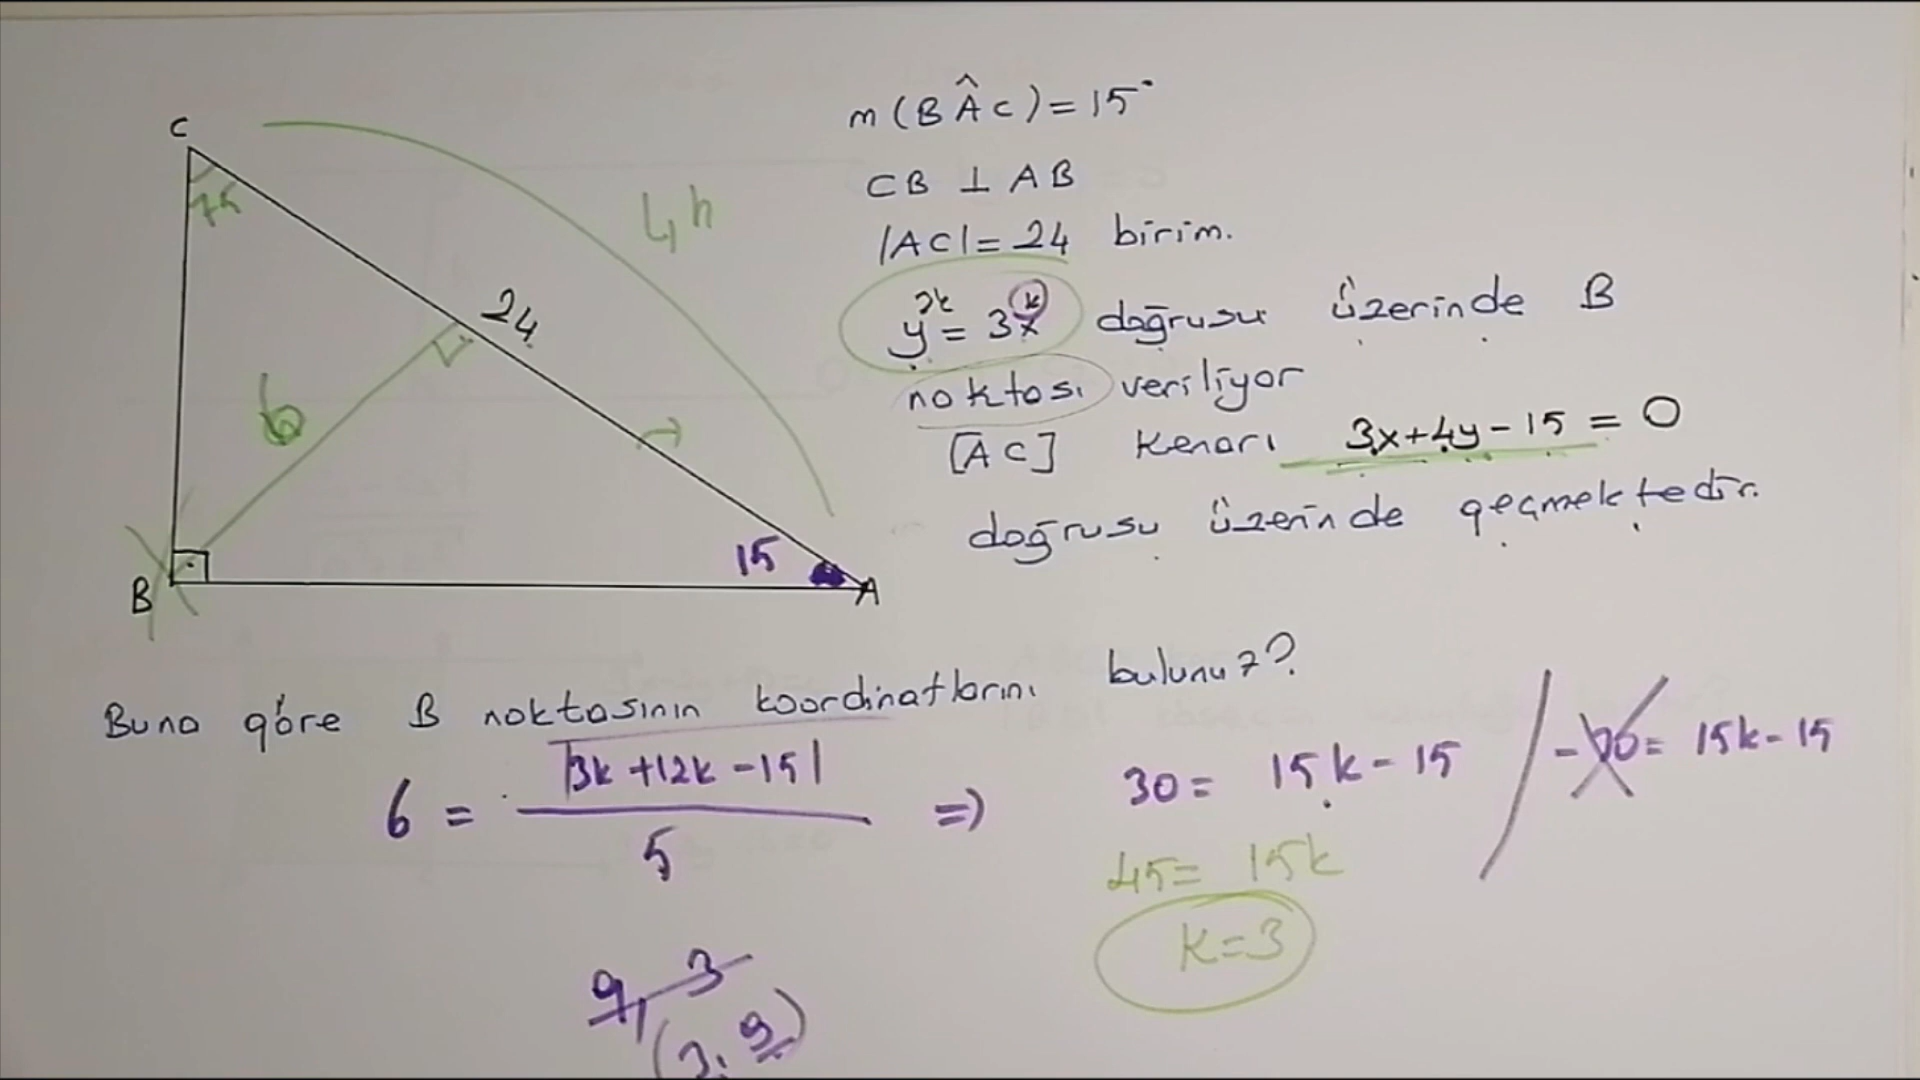 C
75
4h
24
6
15
B
A
m(BÂC) = 15°
CB ⊥ AB
|AC| = 24 birim.
3k k
y = 3x doğrusu üzerinde B
noktası veriliyor
[AC] kenarı 3x+4y-15 = 0
doğrusu üzerinde geçmektedir.
Buna göre B noktasının koordinatlarını bulunuz?
6 = |3k +12k -15| / 5 => 30 = 15k - 15 / -30 = 15k - 15
45 = 15k
k=3
9, 3
(3, 9)